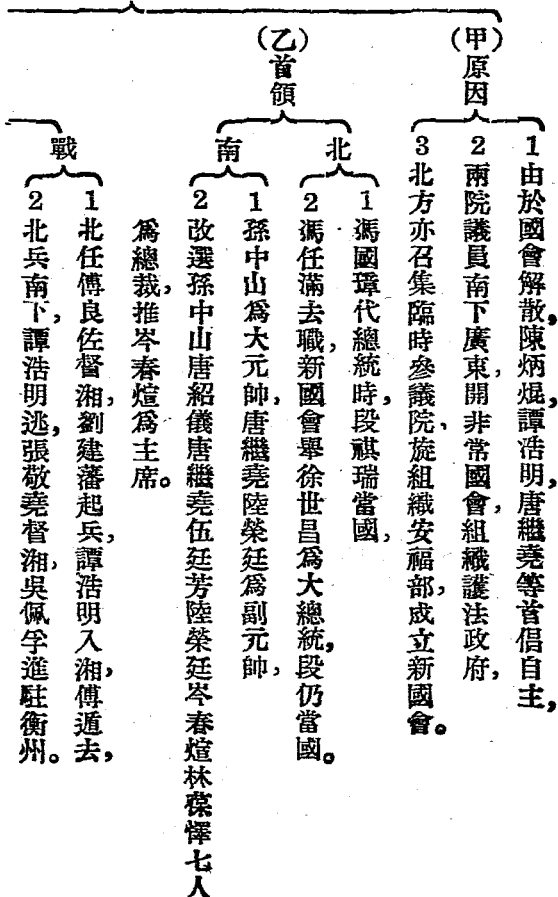 (甲)原因
1 由於國會解散，陳炳焜，譚浩明，唐繼堯等首倡自主，
2 兩院議員南下廣東，開非常國會，組織護法政府，
3 北方亦召集臨時參議院，旋組織安福部，成立新國會。
(乙)首領
北
1 馮國璋代總統時，段祺瑞當國，
2 馮任滿去職，新國會舉徐世昌爲大總統，段仍當國。
南
1 孫中山爲大元帥，唐繼堯陸榮廷爲副元帥，
2 改選孫中山唐紹儀唐繼堯伍廷芳陸榮廷岑春煊林葆懌七人
爲總裁，推岑春煊爲主席。
戰
1 北任傅良佐督湘，劉建藩起兵，譚浩明入湘，傅遁去，
2 北兵南下，譚浩明逃，張敬堯督湘，吳佩孚進駐衡州。